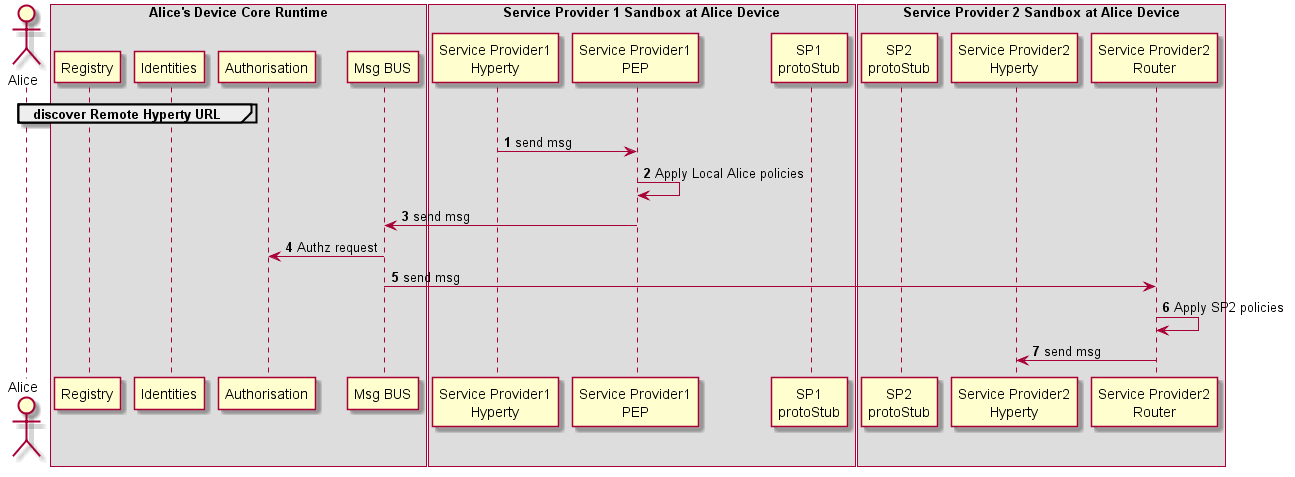 Alice's Device Core Runtime
Service Provider 1 Sandbox at Alice Device
Service Provider 2 Sandbox at Alice Device
Alice
Registry
Identities
Authorisation
Msg BUS
Service Provider1
Hyperty
Service Provider1
PEP
SP1
protoStub
SP2
protoStub
Service Provider2
Hyperty
Service Provider2
Router
discover Remote Hyperty URL
1 send msg
2 Apply Local Alice policies
3 send msg
4 Authz request
5 send msg
6 Apply SP2 policies
7 send msg
Alice
Registry
Identities
Authorisation
Msg BUS
Service Provider1
Hyperty
Service Provider1
PEP
SP1
protoStub
SP2
protoStub
Service Provider2
Hyperty
Service Provider2
Router